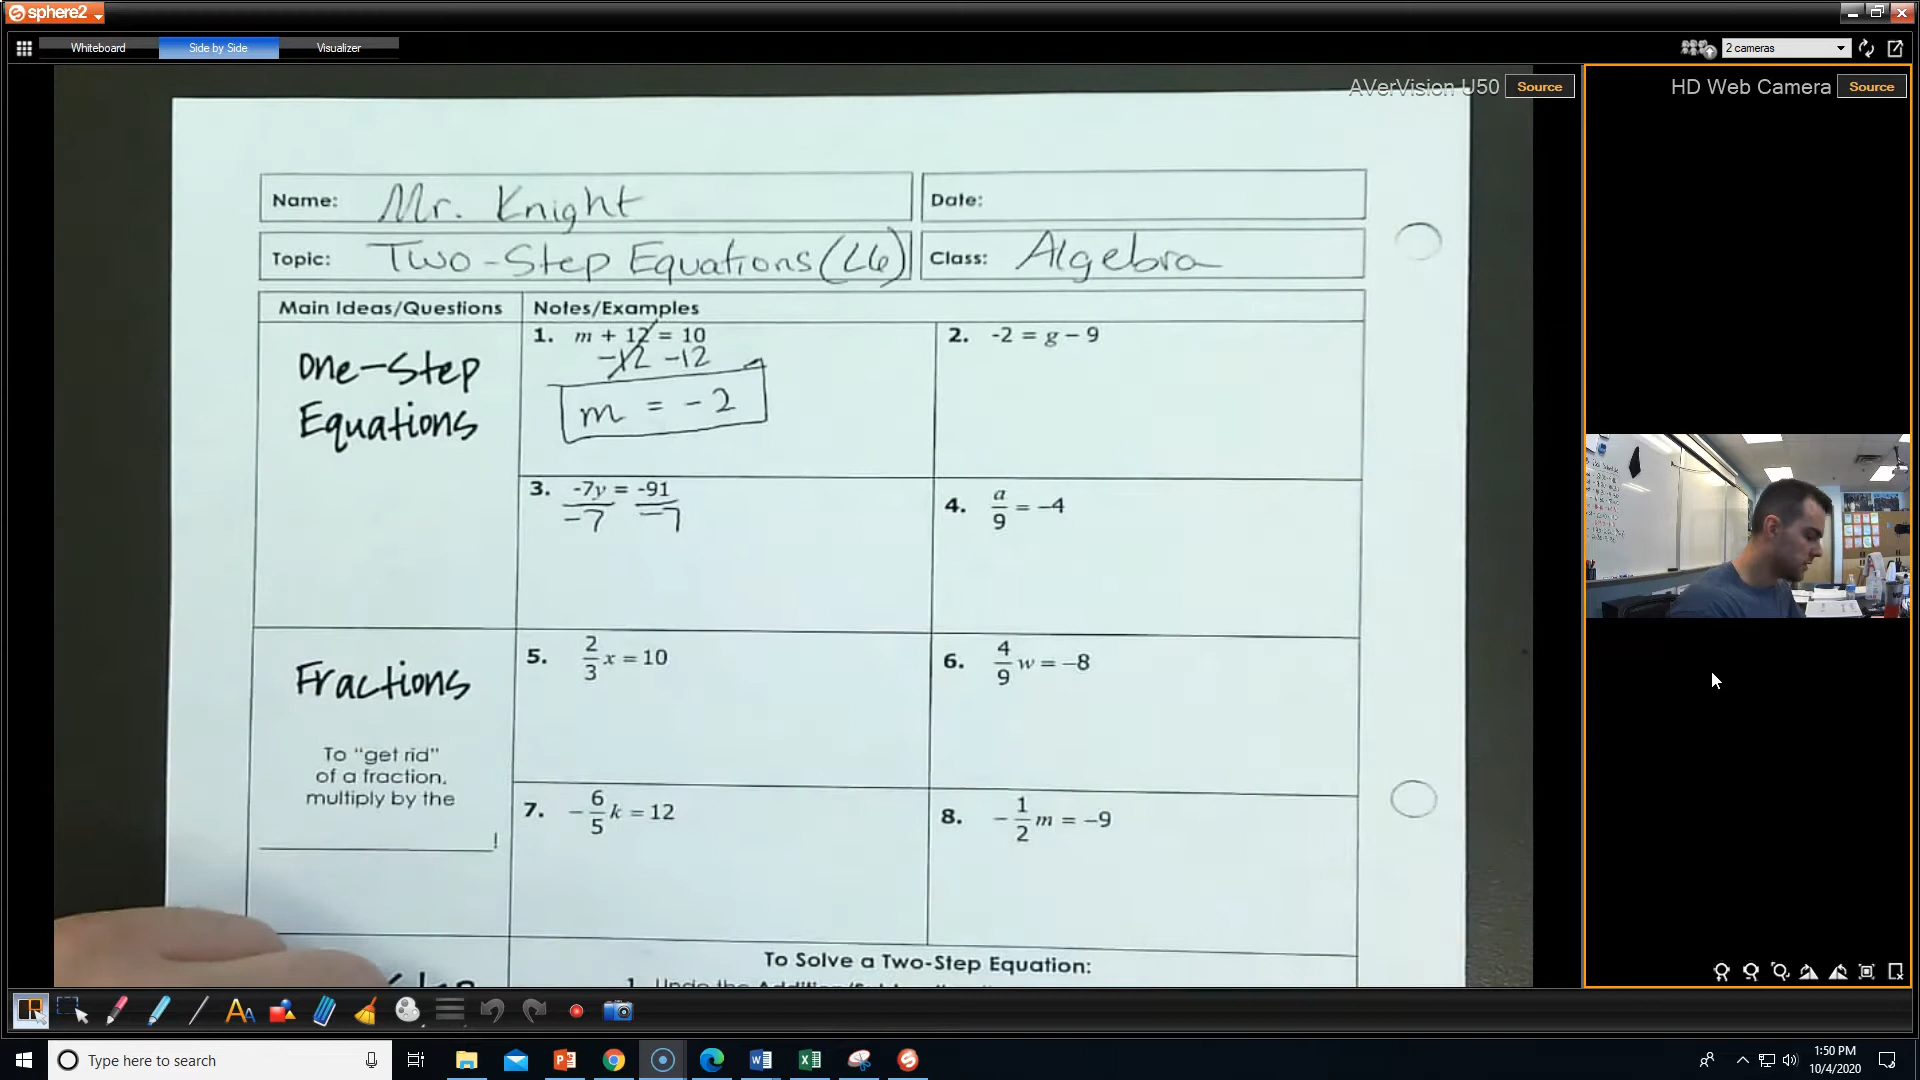 sphere2
Whiteboard
Side by Side
Visualizer
2 cameras
AVerVision U50
Source
HD Web Camera
Source
Name: Mr. Knight
Date:
Topic: Two-Step Equations (L6)
Class: Algebra
Main Ideas/Questions
Notes/Examples
One-Step
Equations
1. m + 12 = 10
-12 -12
m = -2
2. -2 = g – 9
3. -7y = -91
-7 -7
4. a/9 = –4
Fractions
To "get rid"
of a fraction,
multiply by the
!
5. 2/3 x = 10
6. 4/9 w = –8
7. – 6/5 k = 12
8. – 1/2 m = –9
To Solve a Two-Step Equation:
Type here to search
1:50 PM
10/4/2020